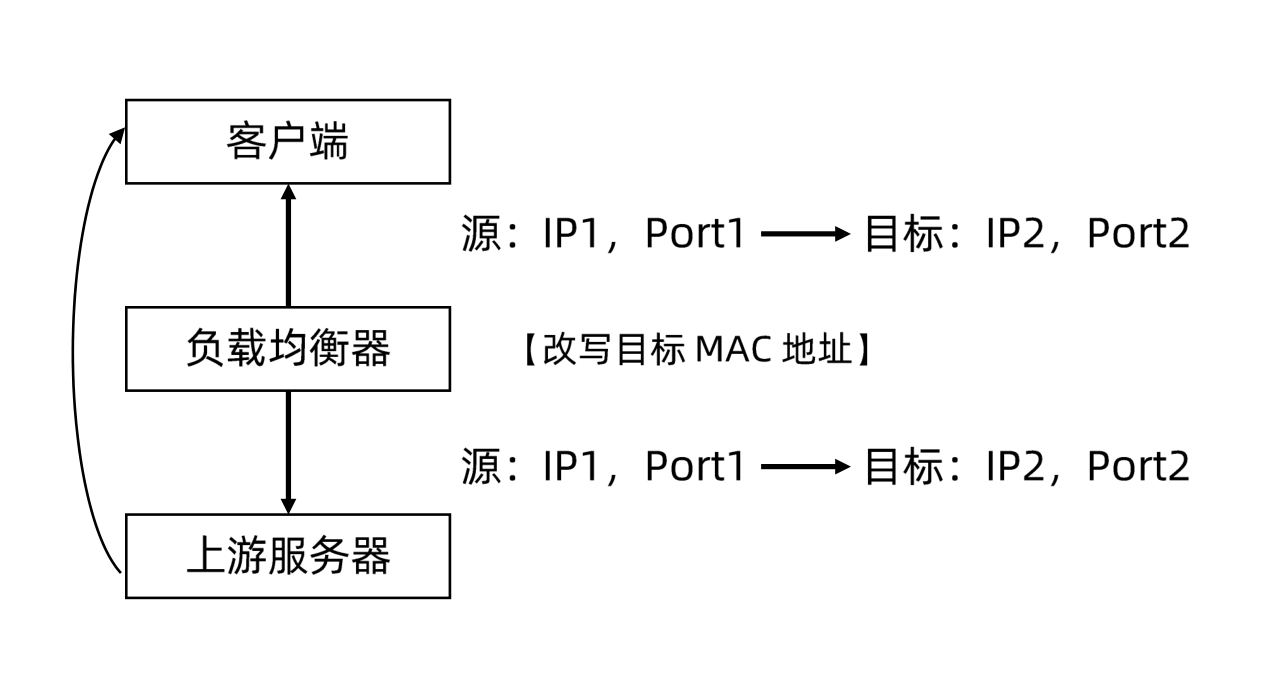 客户端
源：IP1，Port1 目标：IP2，Port2
负载均衡器
【改写目标 MAC 地址】
源：IP1，Port1 目标：IP2，Port2
上游服务器